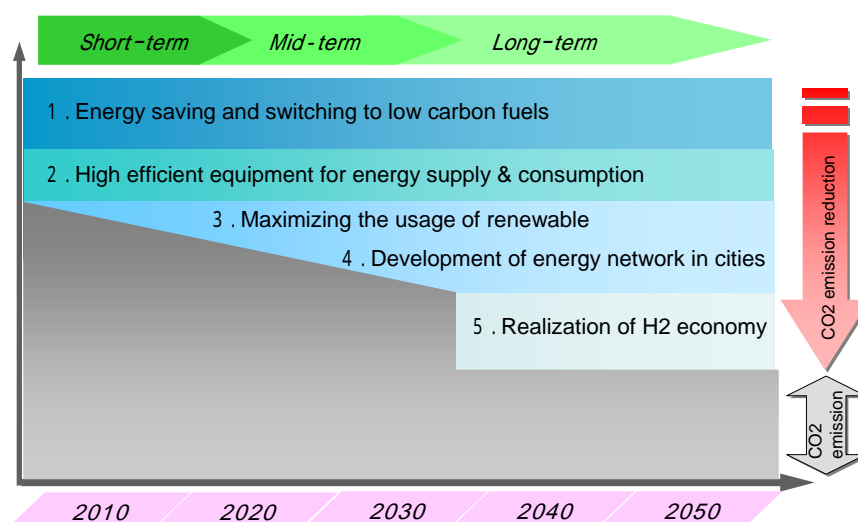 Short-term Mid-term Long-term
1. Energy saving and switching to low carbon fuels
2. High efficient equipment for energy supply & consumption
3. Maximizing the usage of renewable
4. Development of energy network in cities
5. Realization of H2 economy
CO2 emission reduction
CO2
emission
2010 2020 2030 2040 2050